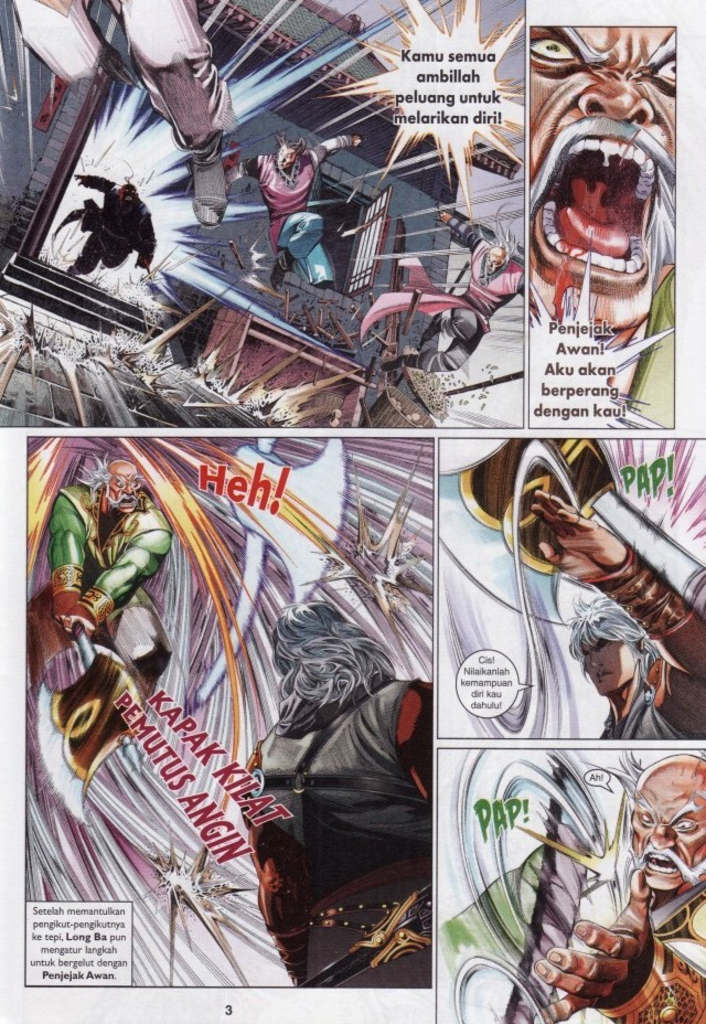 Kamu semua
ambillah
peluang untuk
melarikan diri!
Penjejak
Awan!
Aku akan
berperang
dengan kau!
Heh!
KAPAK KILAT
PEMUTUS ANGIN
Setelah memantulkan
pengikut-pengikutnya
ke tepi, Long Ba pun
mengatur langkah
untuk bergelut dengan
Penjejak Awan.
PAP!
Cis!
Nilaikanlah
kemampuan
diri kau
dahulu!
Ah!
PAP!
3